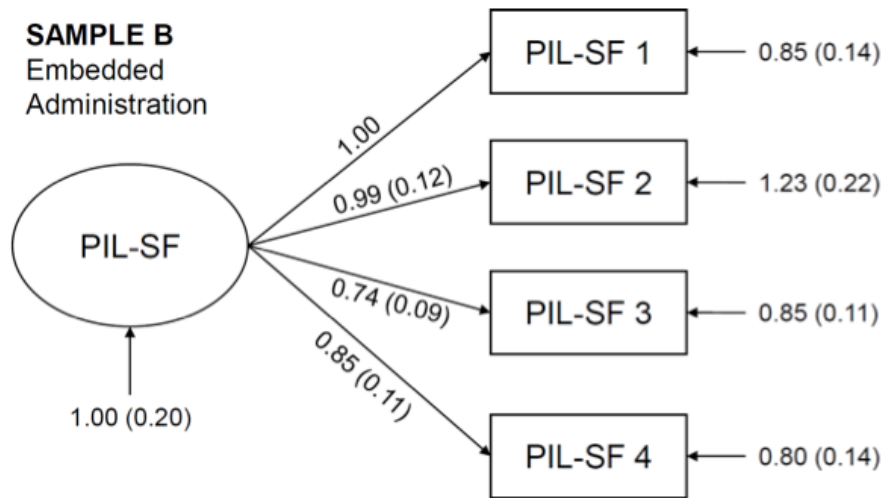 SAMPLE B
Embedded
Administration
PIL-SF
1.00 (0.20)
1.00
0.99 (0.12)
0.74 (0.09)
0.85 (0.11)
PIL-SF 1
0.85 (0.14)
PIL-SF 2
1.23 (0.22)
PIL-SF 3
0.85 (0.11)
PIL-SF 4
0.80 (0.14)